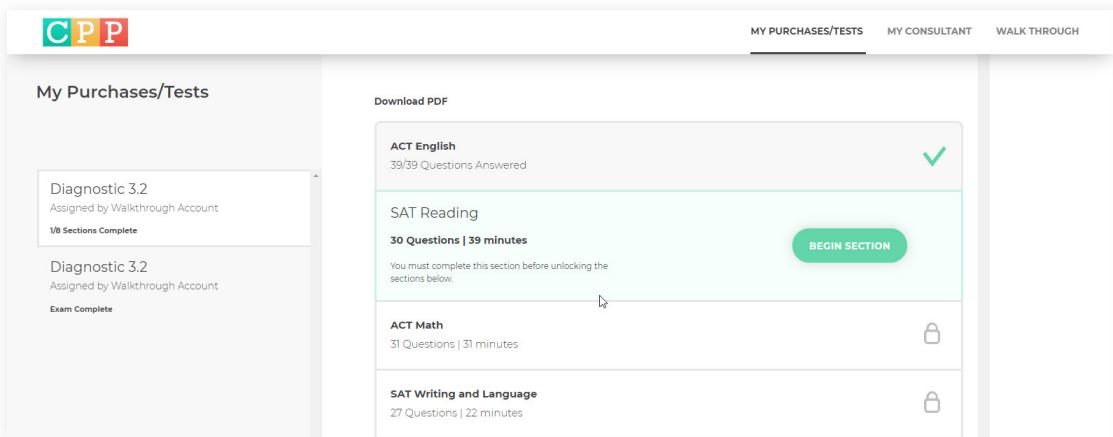 CPP
MY PURCHASES/TESTS MY CONSULTANT WALK THROUGH
My Purchases/Tests
Diagnostic 3.2
Assigned by Walkthrough Account
1/8 Sections Complete
Diagnostic 3.2
Assigned by Walkthrough Account
Exam Complete
Download PDF
ACT English
39/39 Questions Answered
SAT Reading
30 Questions | 39 minutes
You must complete this section before unlocking the
sections below.
BEGIN SECTION
ACT Math
31 Questions | 31 minutes
SAT Writing and Language
27 Questions | 22 minutes